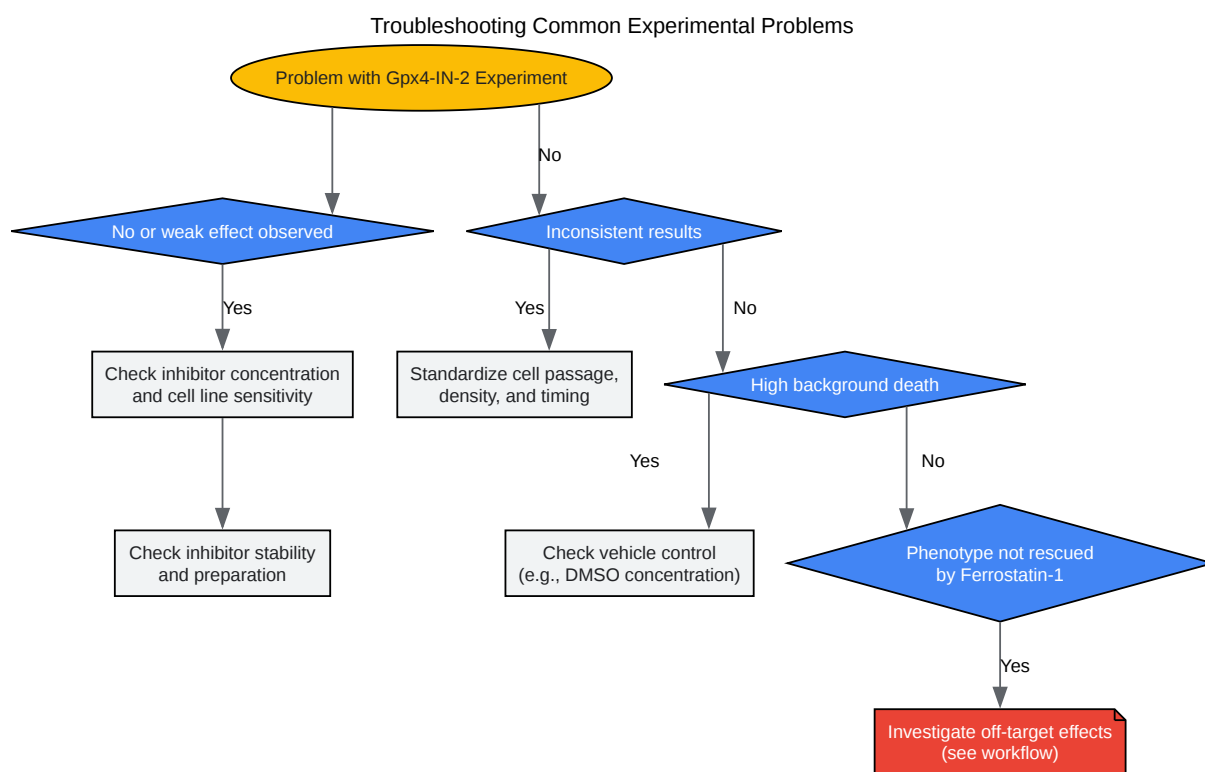 Troubleshooting Common Experimental Problems
Problem with Gpx4-IN-2 Experiment
No
No or weak effect observed
Inconsistent results
Yes
Yes
No
Check inhibitor concentration
and cell line sensitivity
Standardize cell passage,
density, and timing
High background death
Yes
No
Check inhibitor stability
and preparation
Check vehicle control
(e.g., DMSO concentration)
Phenotype not rescued
by Ferrostatin-1
Yes
Investigate off-target effects
(see workflow)